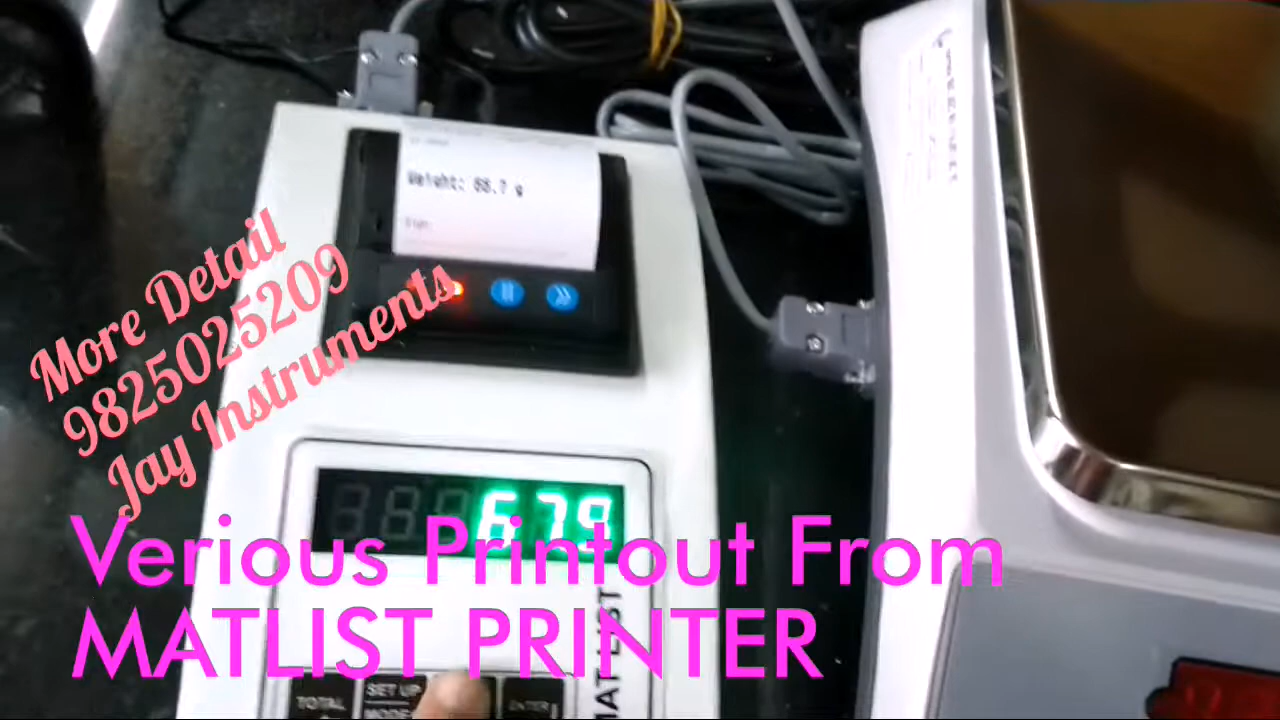 Weight: 68.7 g
More Detail
9825025209
Jay Instruments
679
Verious Printout From
MATLIST PRINTER
MATLIST
TOTAL
SET UP
MODE
ENTER